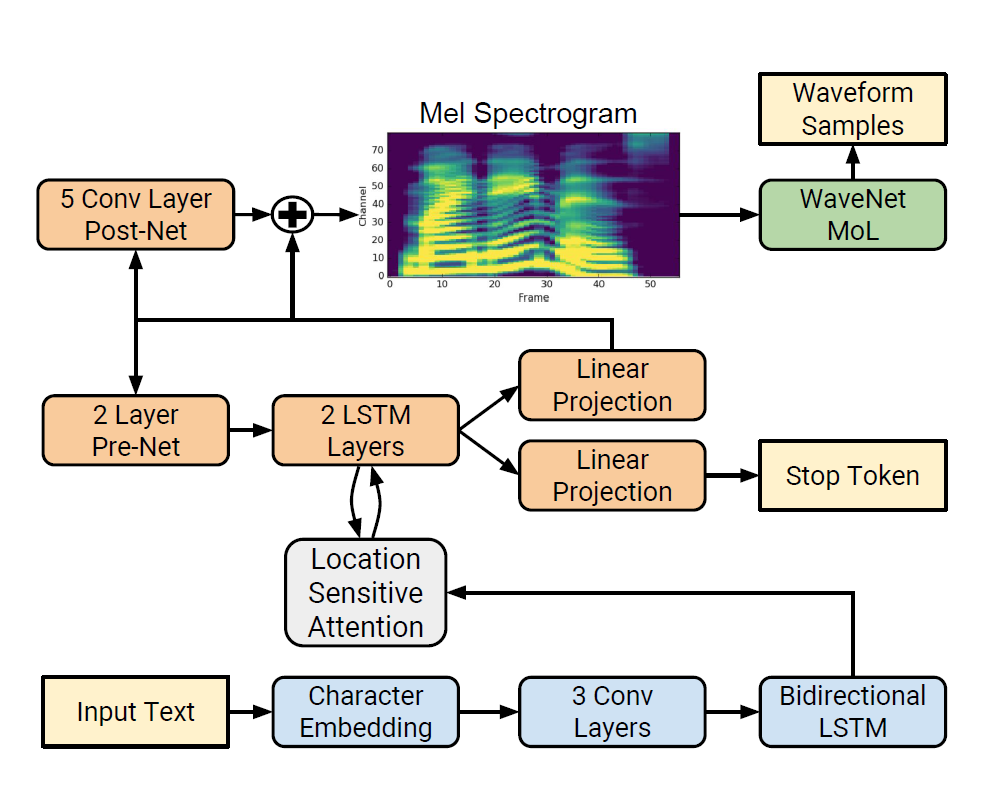 Waveform
Samples
Mel Spectrogram
70
60
50
40
30
20
10
0
Channel
0 10 20 30 40 50
Frame
5 Conv Layer
Post-Net
WaveNet
MoL
Linear
Projection
2 Layer
Pre-Net
2 LSTM
Layers
Linear
Projection
Stop Token
Location
Sensitive
Attention
Input Text
Character
Embedding
3 Conv
Layers
Bidirectional
LSTM